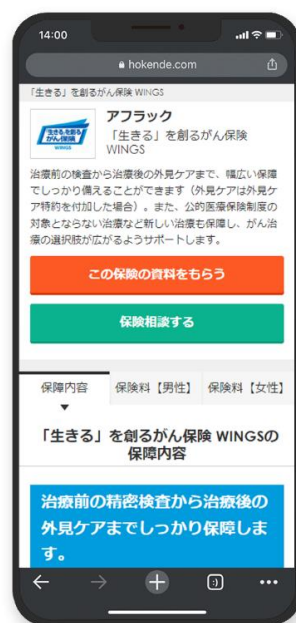 14:00
hokende.com
「生きる」を創るがん保険 WINGS
「生きる」を創る
がん保険
WINGS
アフラック
「生きる」を創るがん保険
WINGS
治療前の検査から治療後の外見ケアまで、幅広い保障
でしっかり備えることができます（外見ケアは外見ケ
ア特約を付加した場合）。また、公的医療保険制度の
対象とならない治療など新しい治療も保障し、がん治
療の選択肢が広がるようサポートします。
この保険の資料をもらう
保険相談する
保障内容
保険料【男性】
保険料【女性】
「生きる」を創るがん保険 WINGSの
保障内容
治療前の精密検査から治療後の
外見ケアまでしっかり保障しま
す。
:)